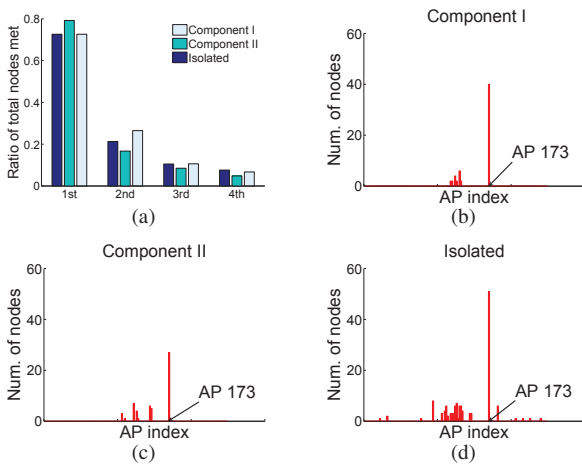 Component I
Component II
Isolated
Ratio of total nodes met
0.8
0.6
0.4
0.2
0
1st 2nd 3rd 4th
(a)
Component I
Num. of nodes
60
40
20
0
AP 173
AP index
(b)
Component II
Num. of nodes
60
40
20
0
AP 173
AP index
(c)
Isolated
Num. of nodes
60
40
20
0
AP 173
AP index
(d)